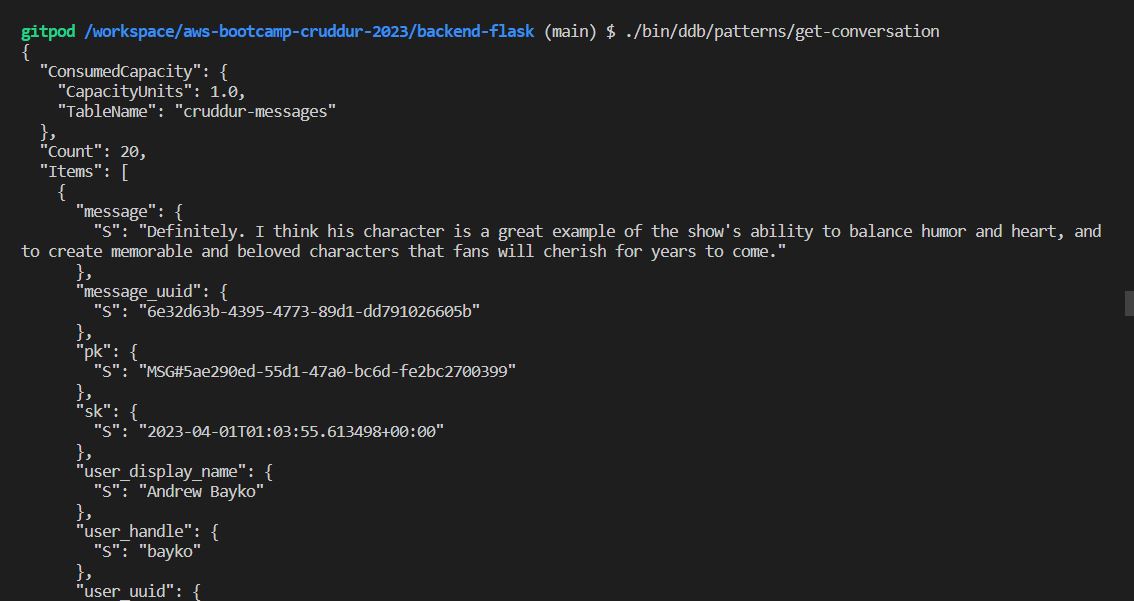 gitpod /workspace/aws-bootcamp-cruddur-2023/backend-flask (main) $ ./bin/ddb/patterns/get-conversation
{
  "ConsumedCapacity": {
    "CapacityUnits": 1.0,
    "TableName": "cruddur-messages"
  },
  "Count": 20,
  "Items": [
    {
      "message": {
        "S": "Definitely. I think his character is a great example of the show's ability to balance humor and heart, and
to create memorable and beloved characters that fans will cherish for years to come."
      },
      "message_uuid": {
        "S": "6e32d63b-4395-4773-89d1-dd791026605b"
      },
      "pk": {
        "S": "MSG#5ae290ed-55d1-47a0-bc6d-fe2bc2700399"
      },
      "sk": {
        "S": "2023-04-01T01:03:55.613498+00:00"
      },
      "user_display_name": {
        "S": "Andrew Bayko"
      },
      "user_handle": {
        "S": "bayko"
      },
      "user_uuid": {